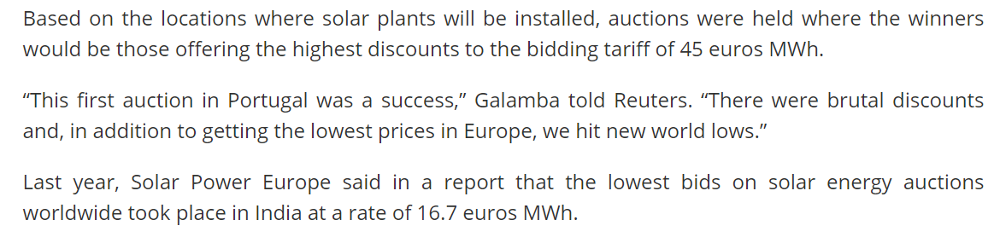 Based on the locations where solar plants will be installed, auctions were held where the winners
would be those offering the highest discounts to the bidding tariff of 45 euros MWh.
“This first auction in Portugal was a success,” Galamba told Reuters. “There were brutal discounts
and, in addition to getting the lowest prices in Europe, we hit new world lows.”
Last year, Solar Power Europe said in a report that the lowest bids on solar energy auctions
worldwide took place in India at a rate of 16.7 euros MWh.